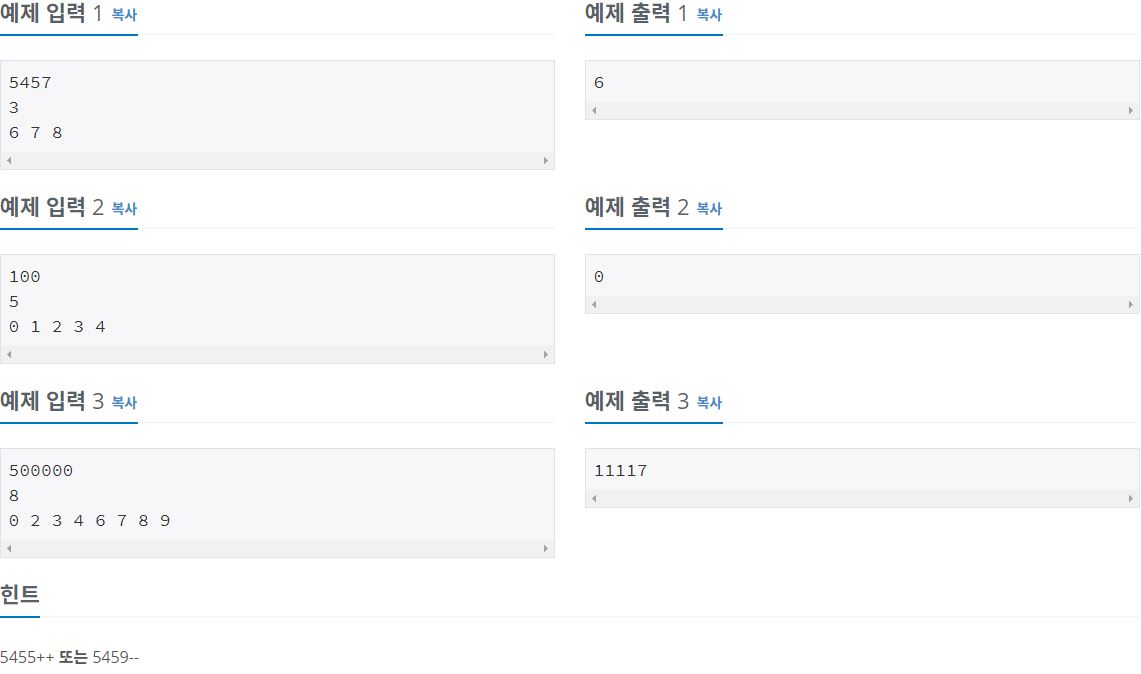 예제 입력 1 복사
5457
3
6 7 8
예제 출력 1 복사
6
예제 입력 2 복사
100
5
0 1 2 3 4
예제 출력 2 복사
0
예제 입력 3 복사
500000
8
0 2 3 4 6 7 8 9
예제 출력 3 복사
11117
힌트
5455++ 또는 5459--